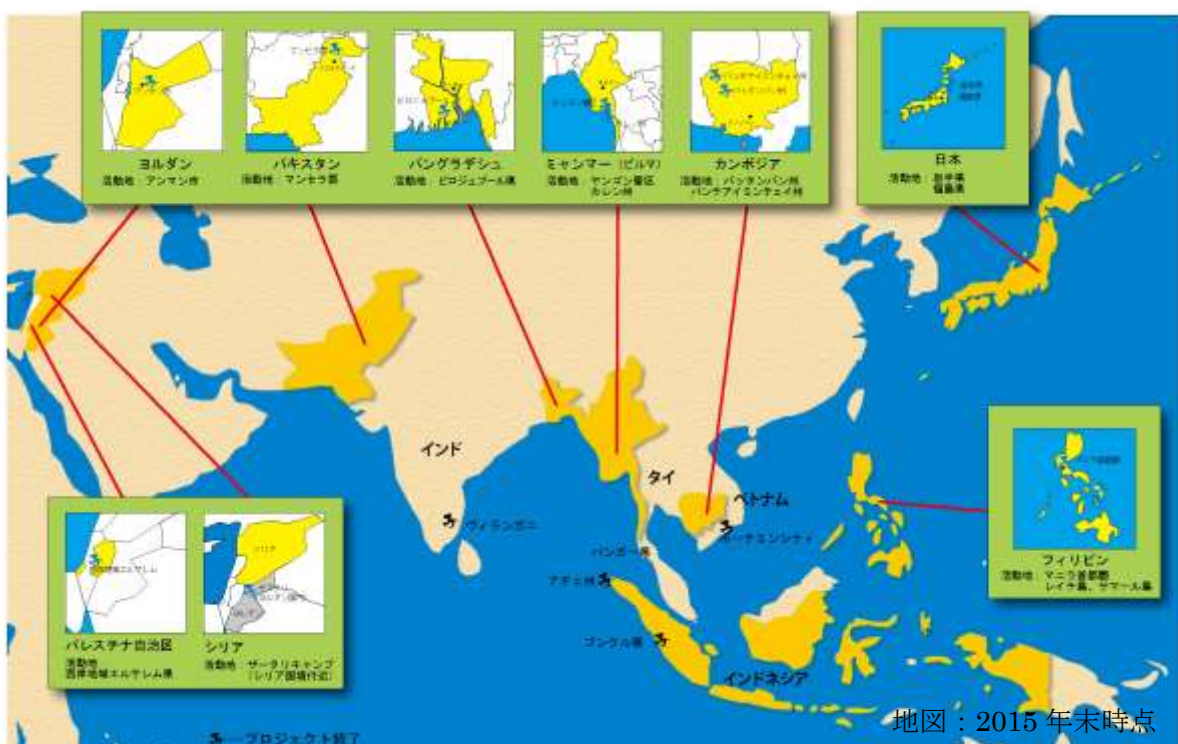 ヨルダン
活動地：アンマン市
パキスタン
活動地：マンセラ郡
バングラデシュ
活動地：ピロジュプール県
ミャンマー（ビルマ）
活動地：ヤンゴン管区
カレン州
カンボジア
活動地：バッタンバン州
バンテアイミンチェイ州
日本
活動地：岩手県
福島県
インド
ヴィランガニ
タイ
ベトナム
ホーチミンシティ
パンガー県
アチェ州
ブンクル県
インドネシア
フィリピン
活動地：マニラ首都圏
レイテ島、サマール島
パレスチナ自治区
活動地
西岸地域エルサレム県
シリア
活動地：ザータリキャンプ
（シリア国境付近）
…プロジェクト終了
地図：2015 年末時点